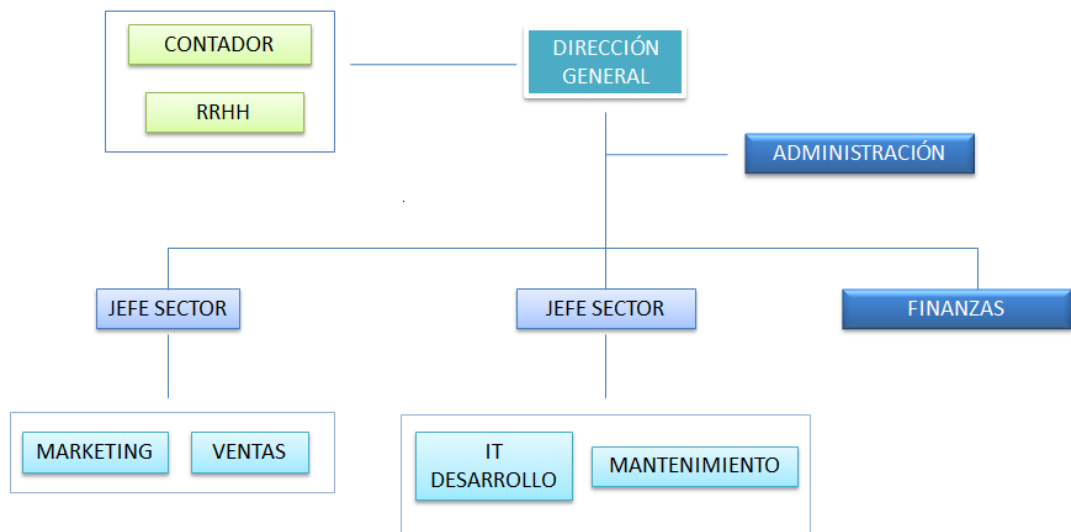 CONTADOR
RRHH
DIRECCIÓN
GENERAL
ADMINISTRACIÓN
JEFE SECTOR
JEFE SECTOR
FINANZAS
MARKETING
VENTAS
IT
DESARROLLO
MANTENIMIENTO